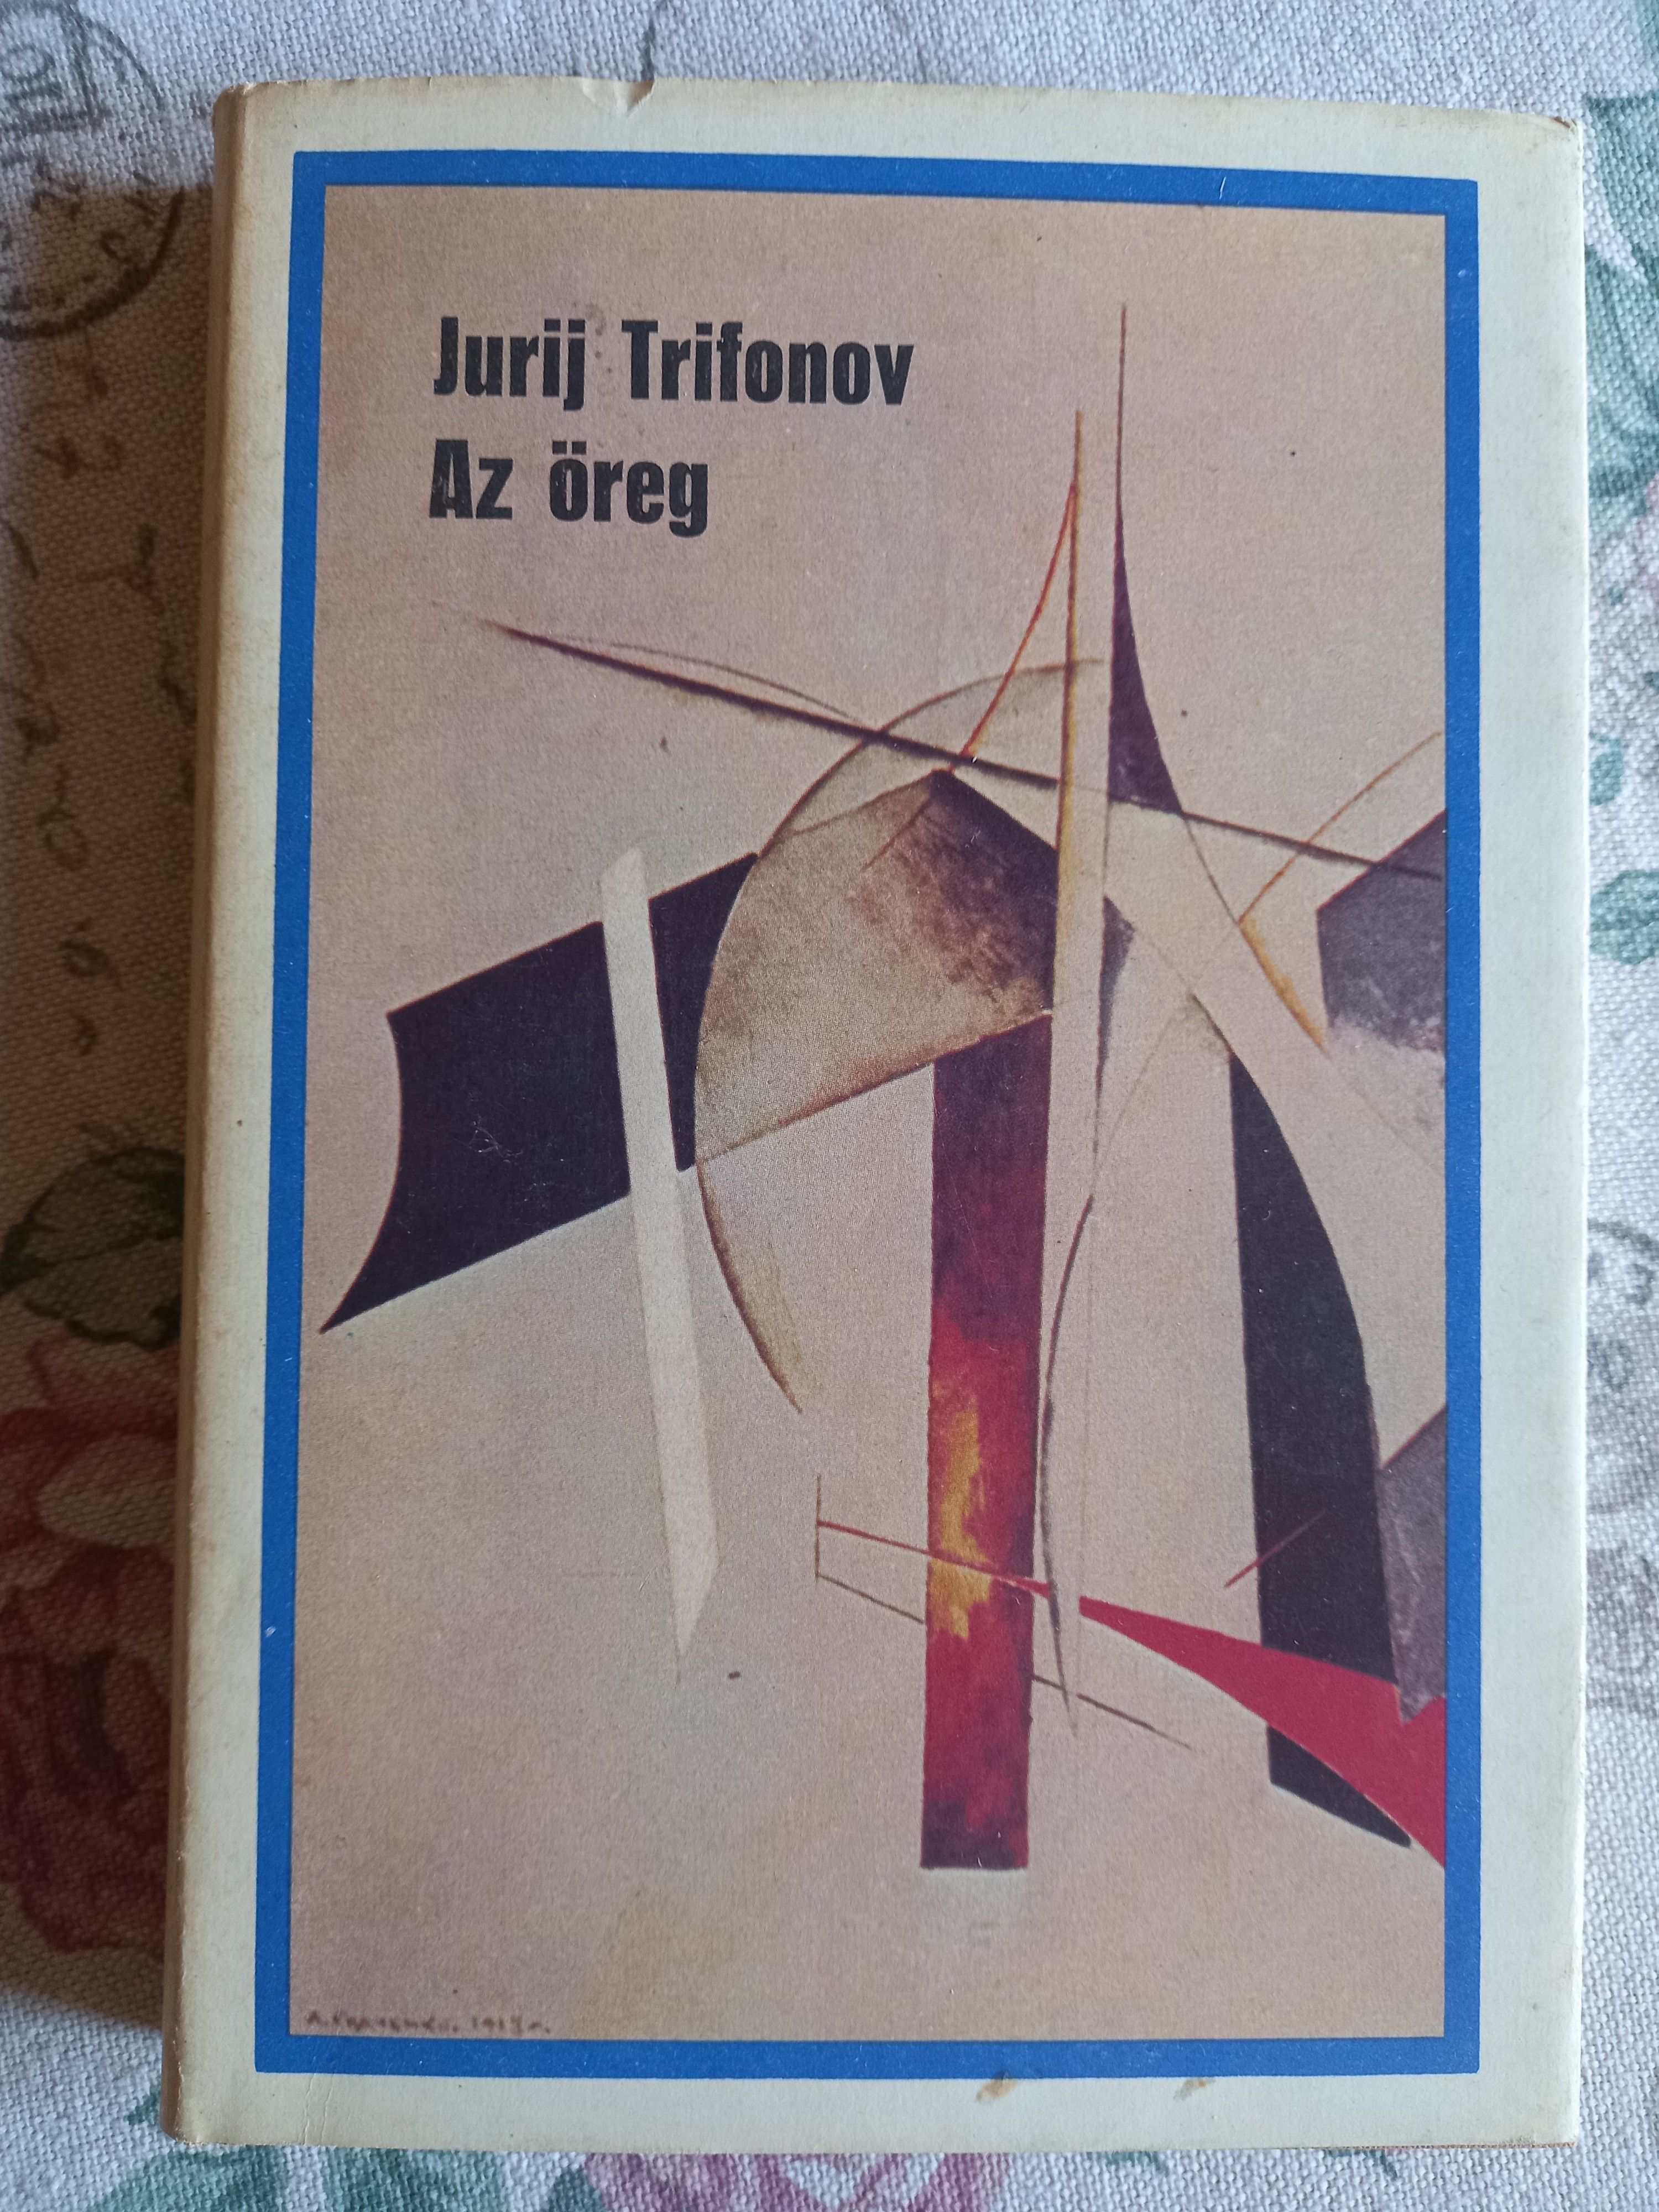 Jurij Trifonov
Az öreg